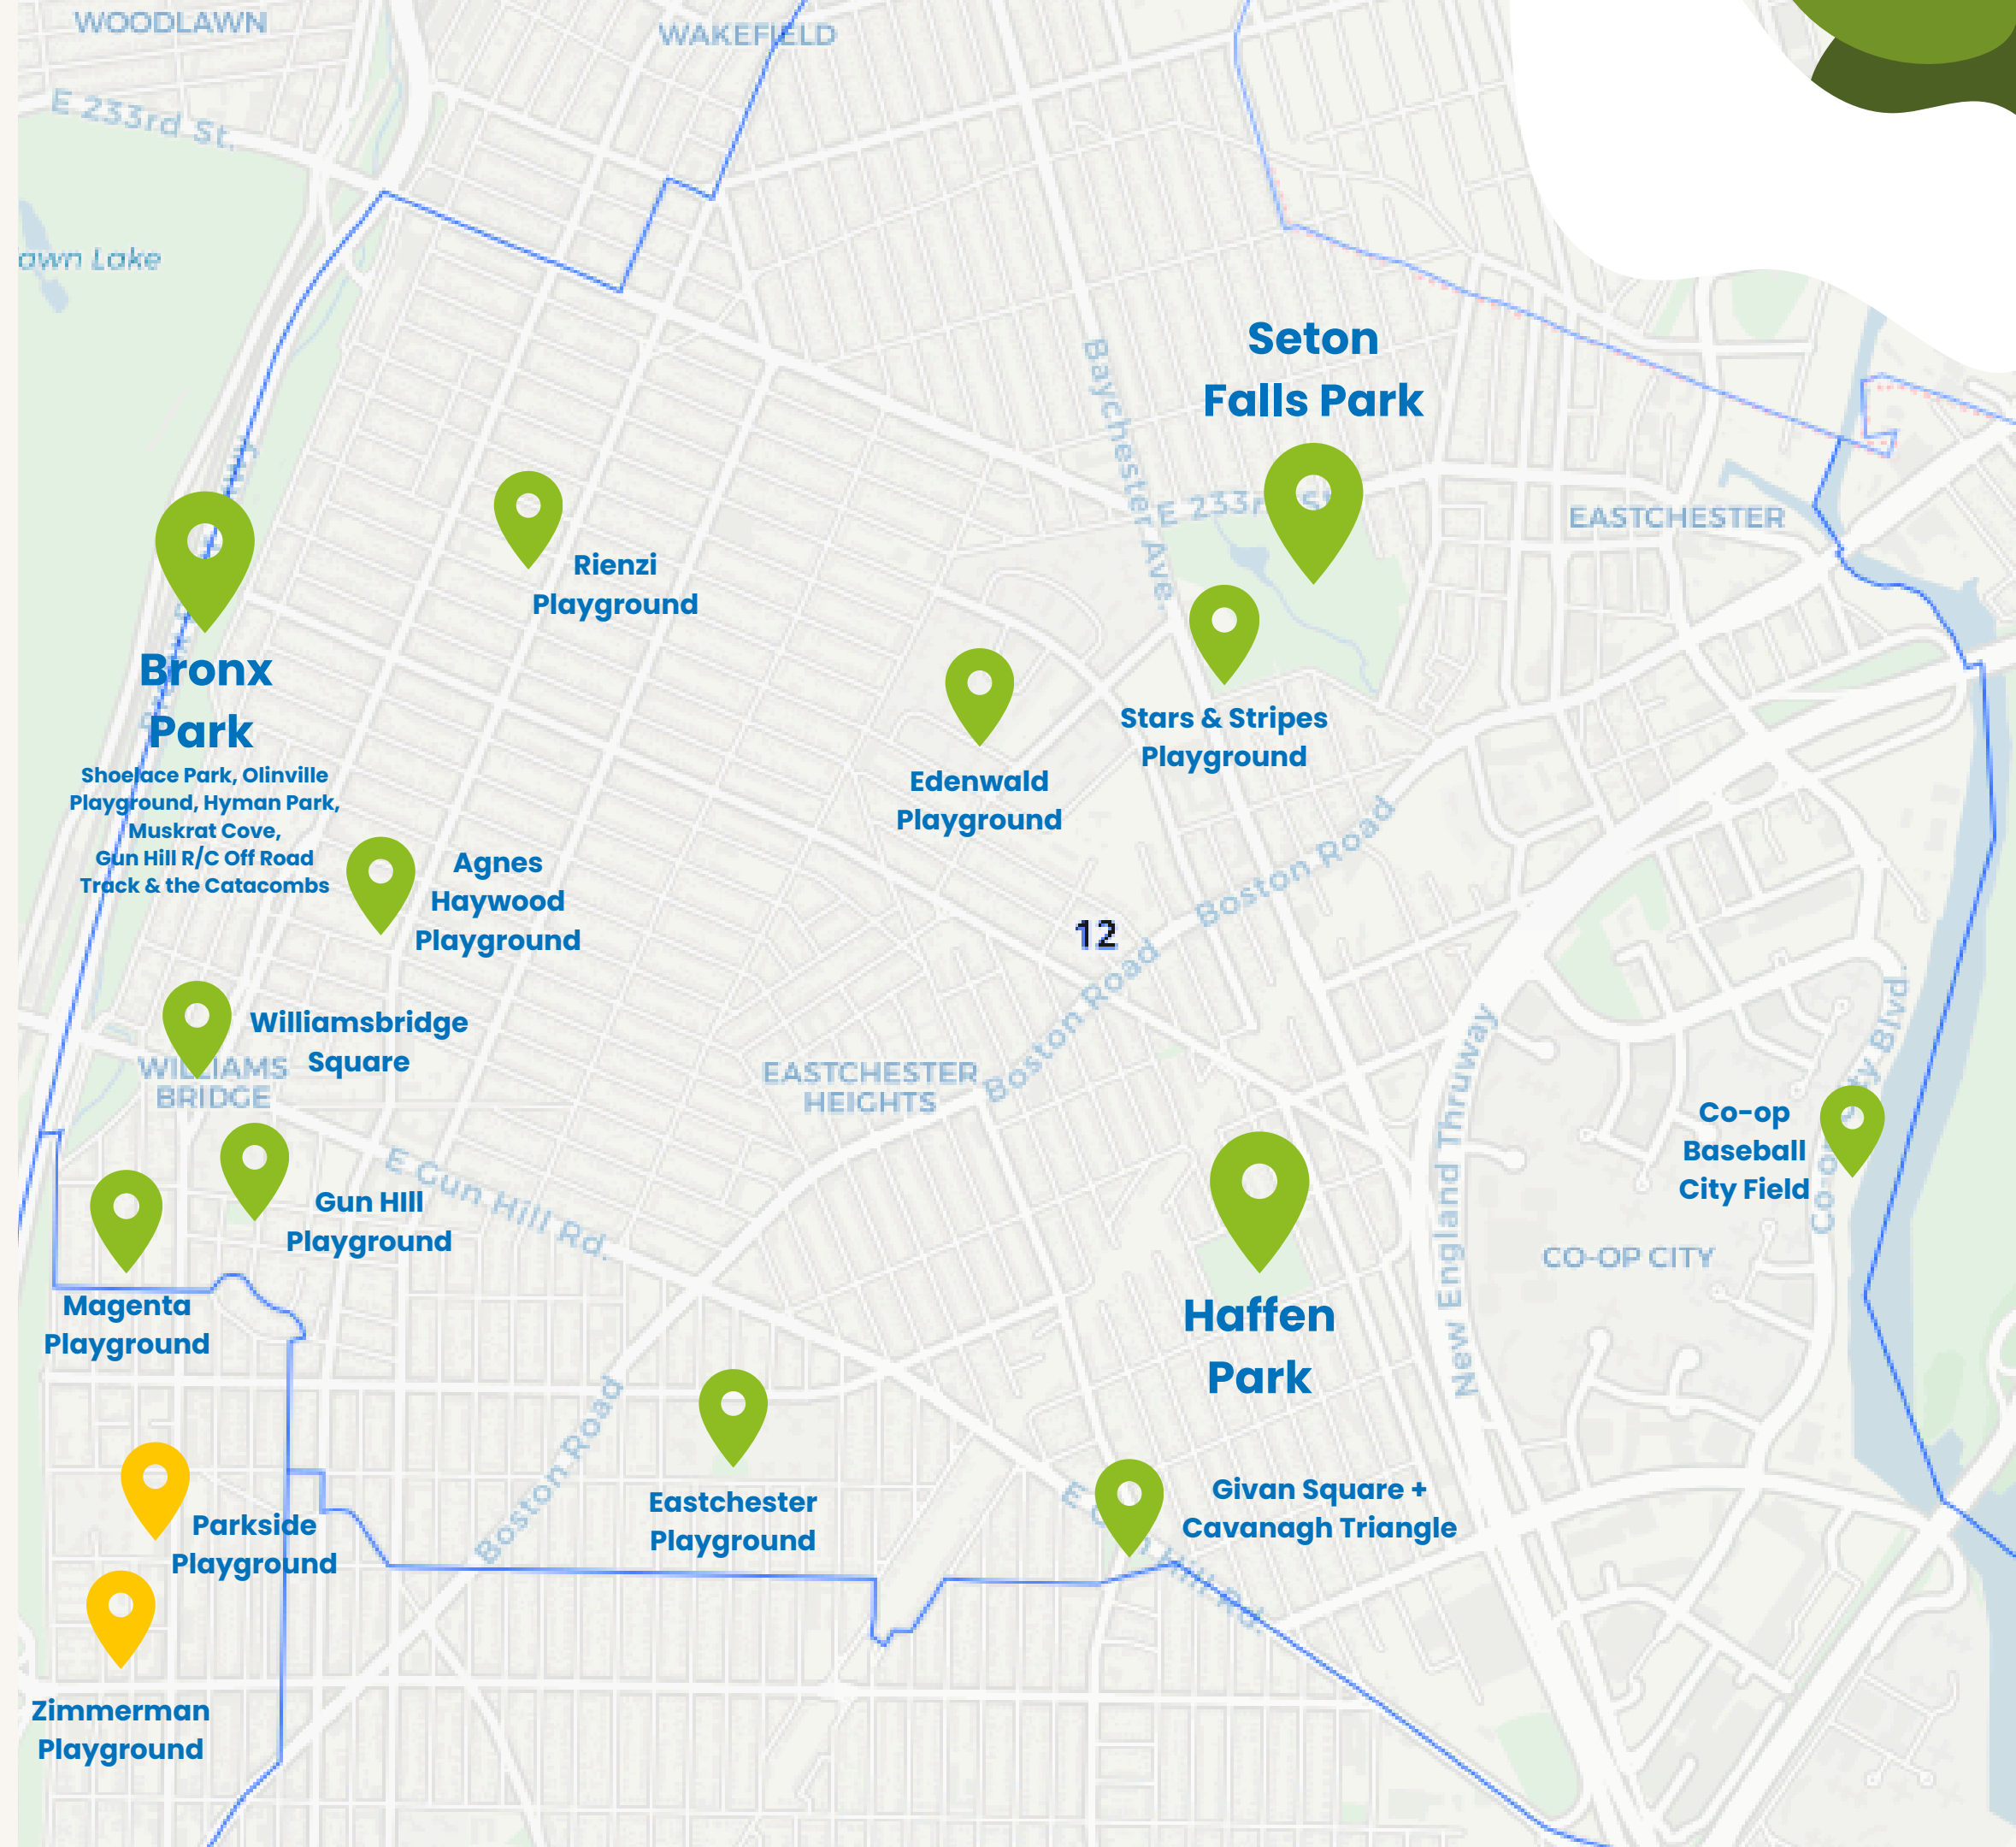 WOODLAWN
WAKEFIELD
E 233rd St.
awn Lake
Baychester Ave.
Seton
Falls Park
E 233r
EASTCHESTER
Rienzi
Playground
Bronx
Park
Shoelace Park, Olinville
Playground, Hyman Park,
Muskrat Cove,
Gun Hill R/C Off Road
Track & the Catacombs
Stars & Stripes
Playground
Edenwald
Playground
Agnes
Haywood
Playground
Boston Road
12
Boston Road
Williamsbridge
Square
WILLIAMS
BRIDGE
EASTCHESTER
HEIGHTS
New England Thruway
Blvd.
Co-op
Baseball
City Field
E Gun Hill Rd.
Gun HIll
Playground
CO-OP CITY
Magenta
Playground
Haffen
Park
Boston Road
Eastchester
Playground
Givan Square +
Cavanagh Triangle
Hill Rd.
Parkside
Playground
Zimmerman
Playground